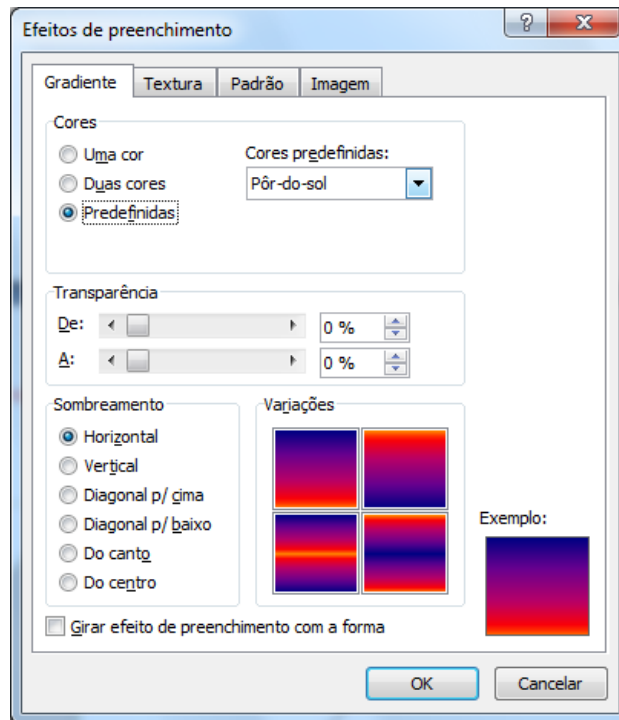 Efeitos de preenchimento
Gradiente Textura Padrão Imagem
Cores
Uma cor
Cores predefinidas:
Duas cores
Pôr-do-sol
Predefinidas
Transparência
De: 0 %
A: 0 %
Sombreamento
Horizontal
Vertical
Diagonal p/ cima
Diagonal p/ baixo
Do canto
Do centro
Variações
Exemplo:
Girar efeito de preenchimento com a forma
OK Cancelar